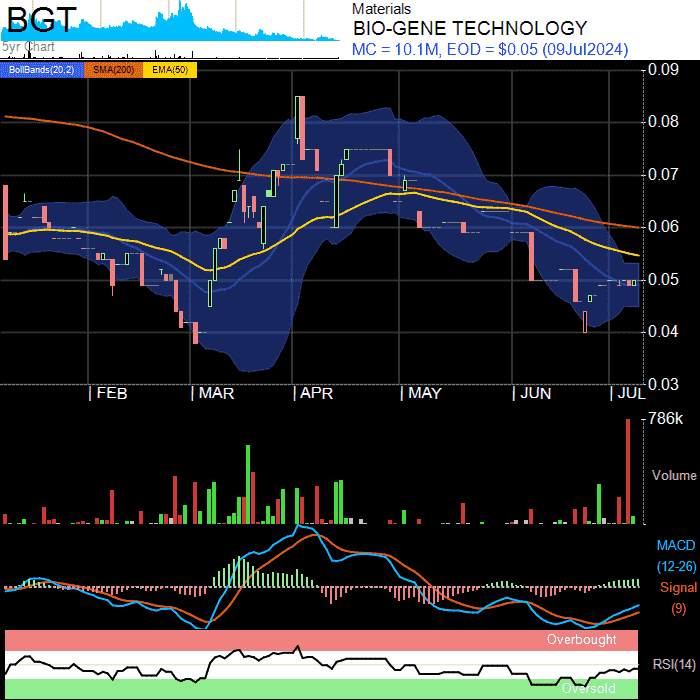 BGT
5yr Chart
Materials
BIO-GENE TECHNOLOGY
MC = 10.1M, EOD = $0.05 (09Jul2024)
BollBands(20,2) SMA(200) EMA(50)
0.09
0.08
0.07
0.06
0.05
0.04
0.03
FEB MAR APR MAY JUN JUL
786k
Volume
MACD
(12-26)
Signal
(9)
Overbought
RSI(14)
Oversold